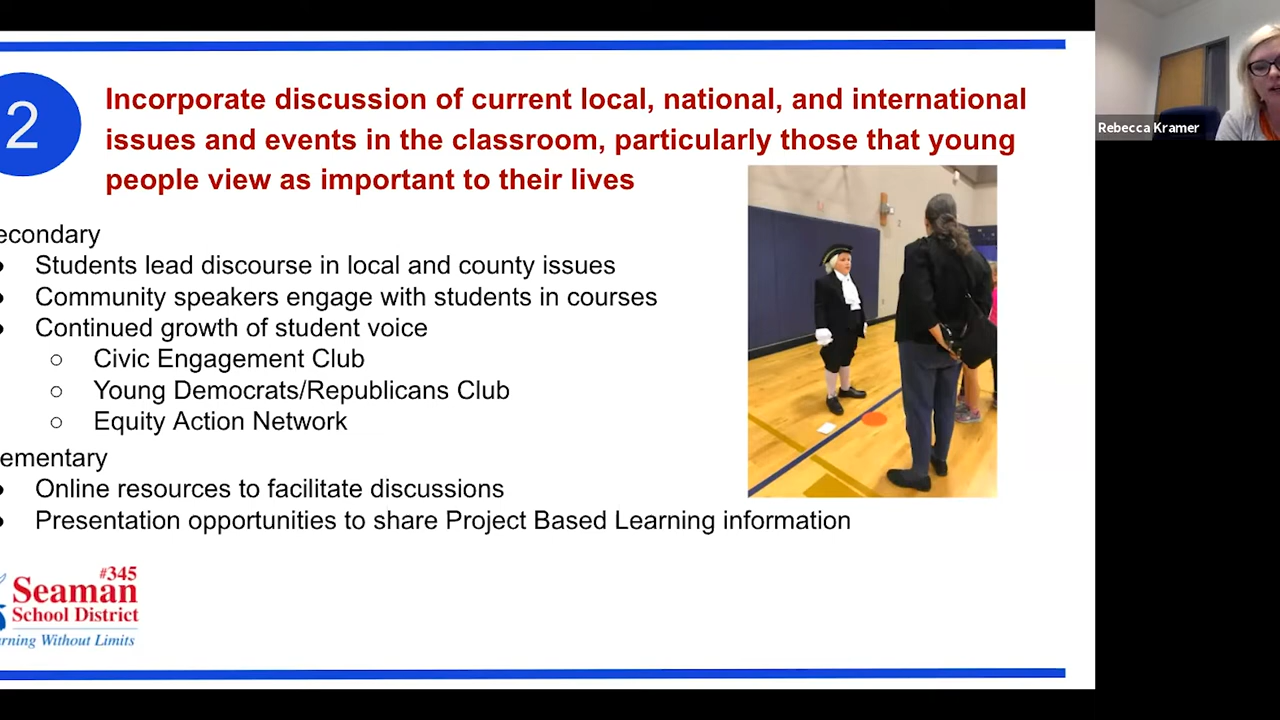 2
Incorporate discussion of current local, national, and international
issues and events in the classroom, particularly those that young
people view as important to their lives
econdary
Students lead discourse in local and county issues
Community speakers engage with students in courses
Continued growth of student voice
Civic Engagement Club
Young Democrats/Republicans Club
Equity Action Network
ementary
Online resources to facilitate discussions
Presentation opportunities to share Project Based Learning information
#345
Seaman
School District
rning Without Limits
Rebecca Kramer